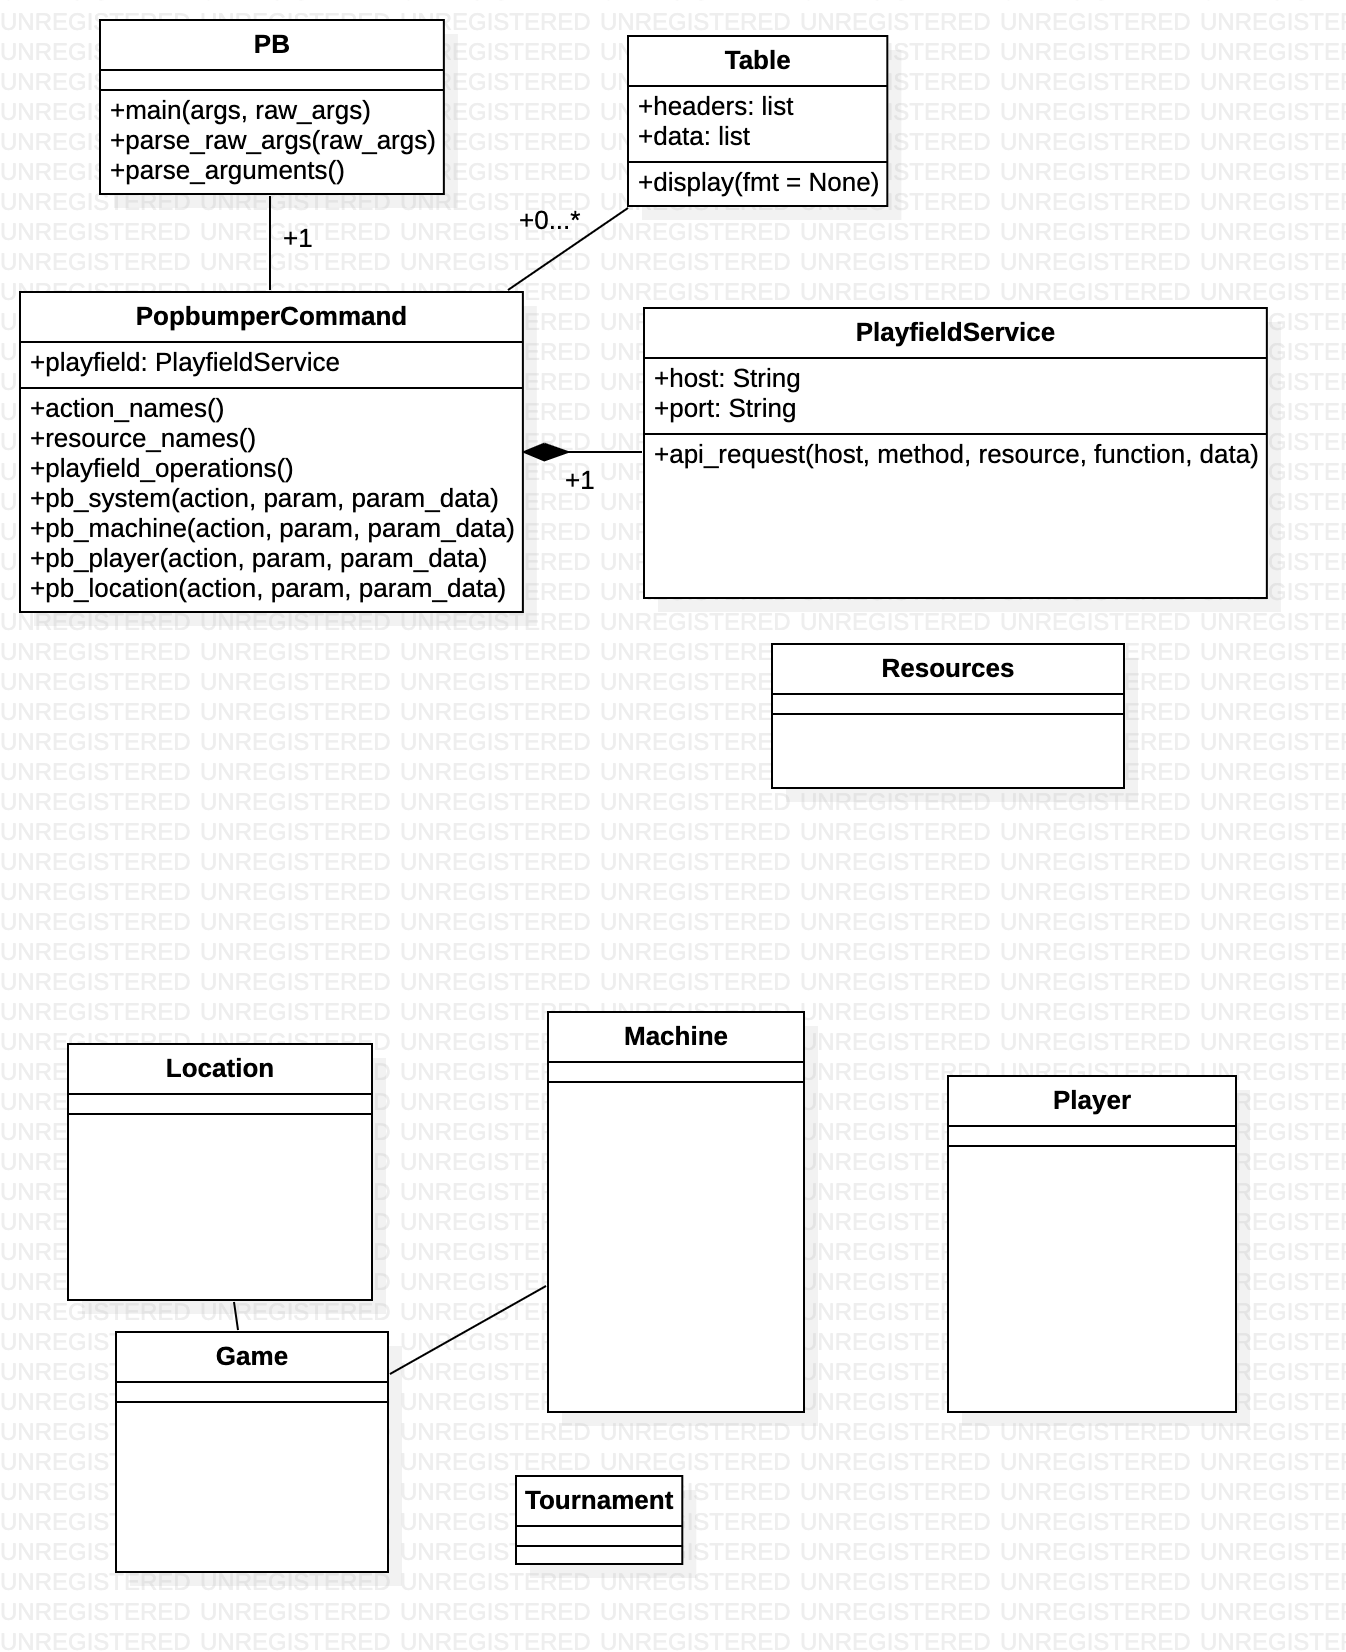 PB
+main(args, raw_args)
+parse_raw_args(raw_args)
+parse_arguments()
Table
+headers: list
+data: list
+display(fmt = None)
+1
+0...*
PopbumperCommand
+playfield: PlayfieldService
+action_names()
+resource_names()
+playfield_operations()
+pb_system(action, param, param_data)
+pb_machine(action, param, param_data)
+pb_player(action, param, param_data)
+pb_location(action, param, param_data)
+1
PlayfieldService
+host: String
+port: String
+api_request(host, method, resource, function, data)
Resources
Location
Machine
Player
Game
Tournament
UNREGISTERED